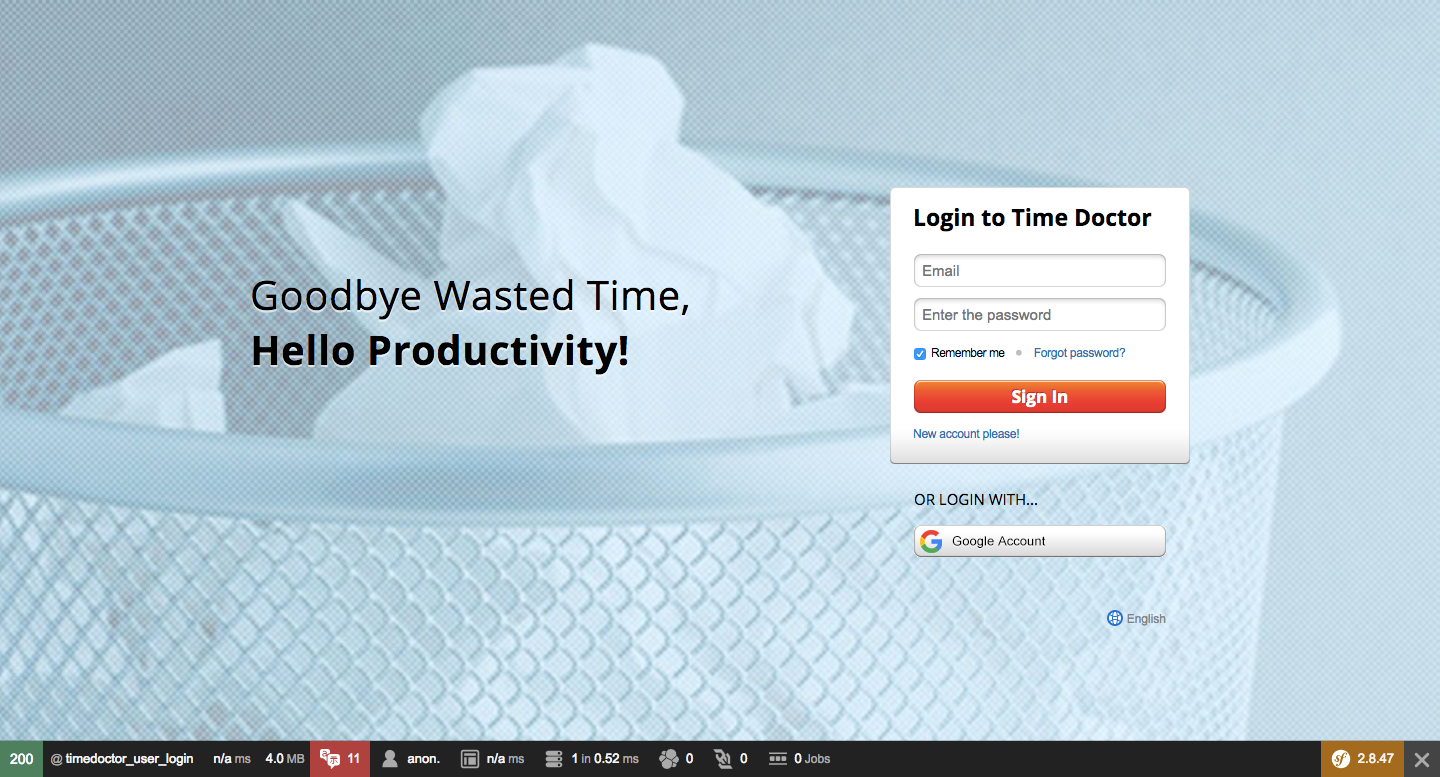 Goodbye Wasted Time,
Hello Productivity!
Login to Time Doctor
Email
Enter the password
Remember me • Forgot password?
Sign In
New account please!
OR LOGIN WITH...
Google Account
English
200 @ timedoctor_user_login n/a ms 4.0 MB 11 anon. n/a ms 1 in 0.52 ms 0 0 0 Jobs sf 2.8.47